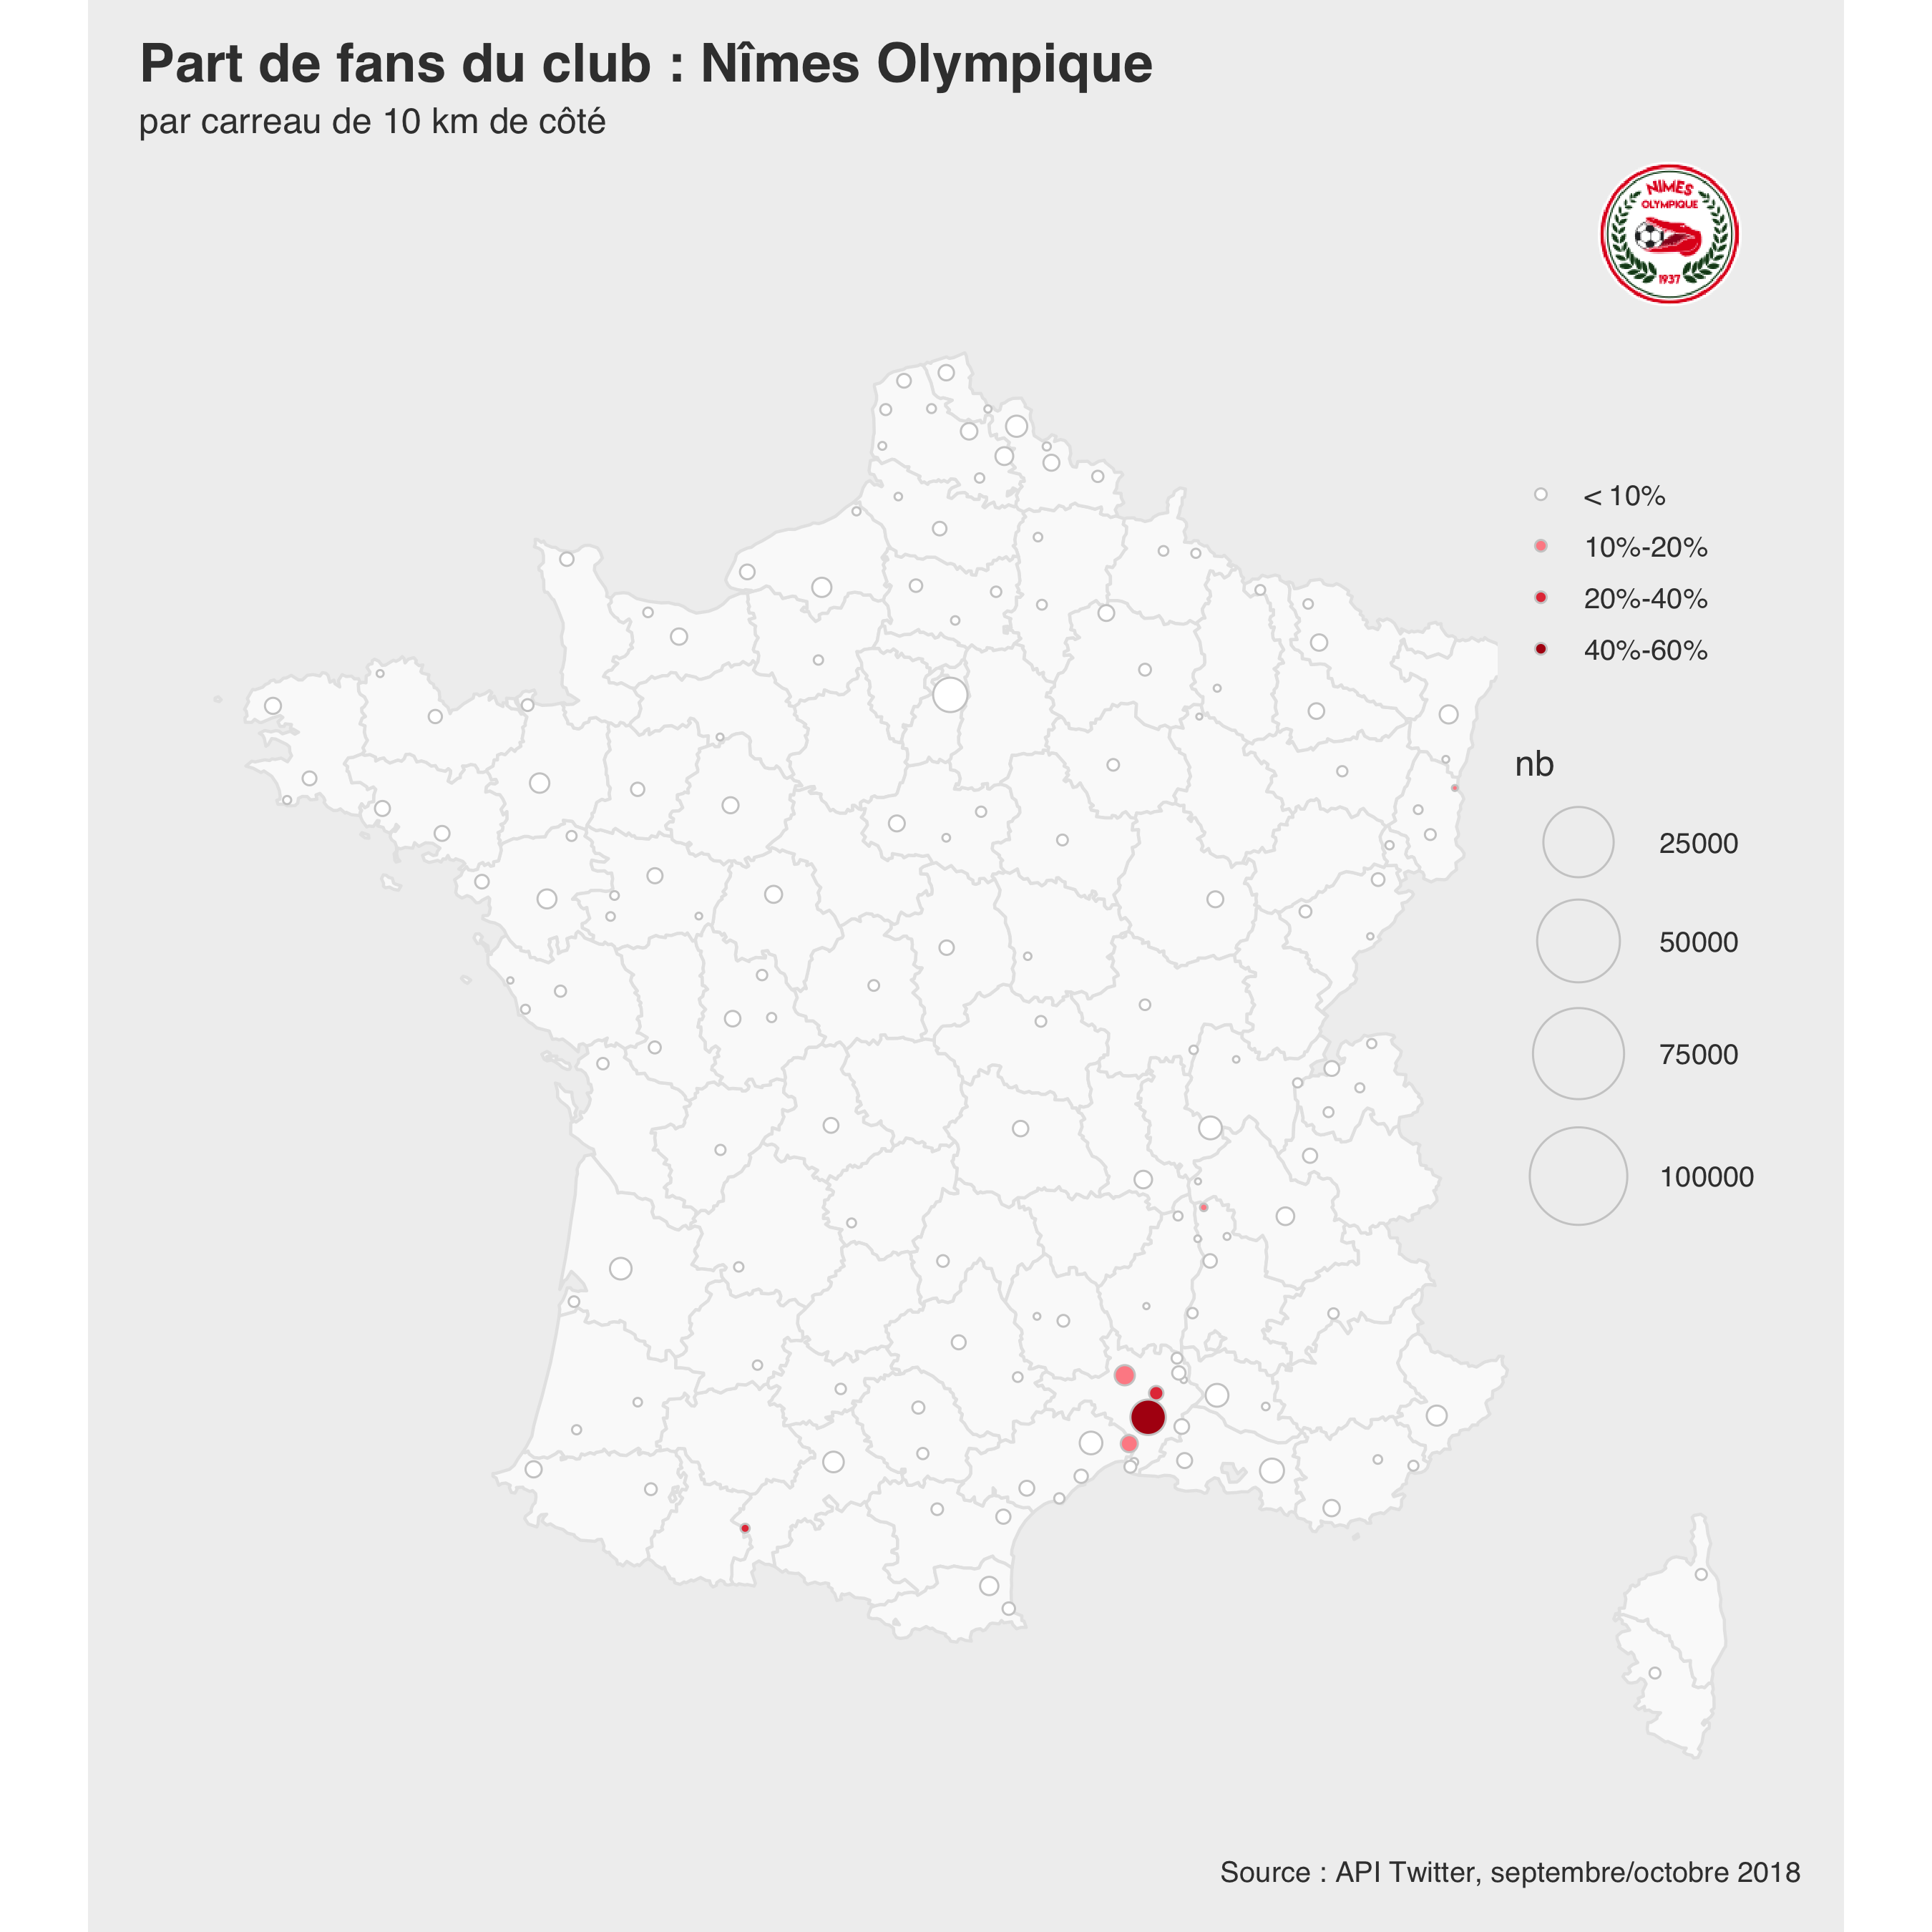 Part de fans du club : Nîmes Olympique
par carreau de 10 km de côté
NIMES
OLYMPIQUE
1937
< 10%
10%-20%
20%-40%
40%-60%
nb
25000
50000
75000
100000
Source : API Twitter, septembre/octobre 2018